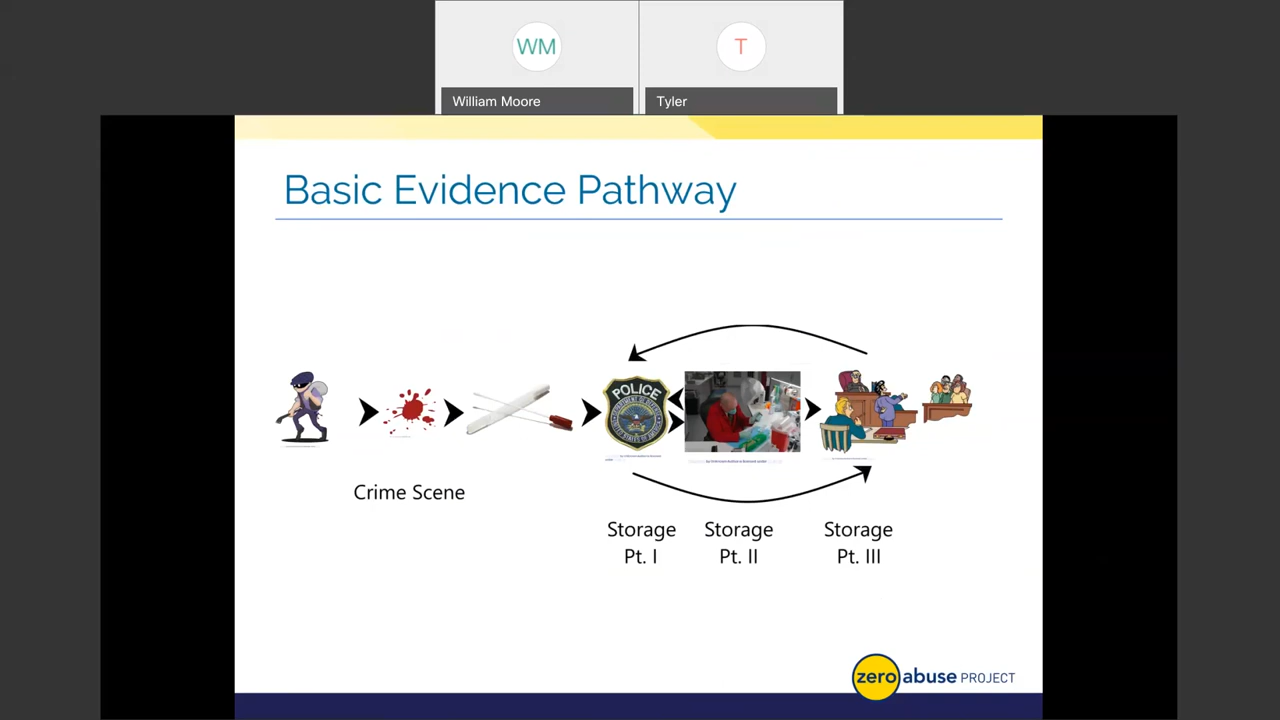 WM
T
William Moore
Tyler
Basic Evidence Pathway
POLICE
Crime Scene
Storage
Pt. I
Storage
Pt. II
Storage
Pt. III
zero abuse PROJECT